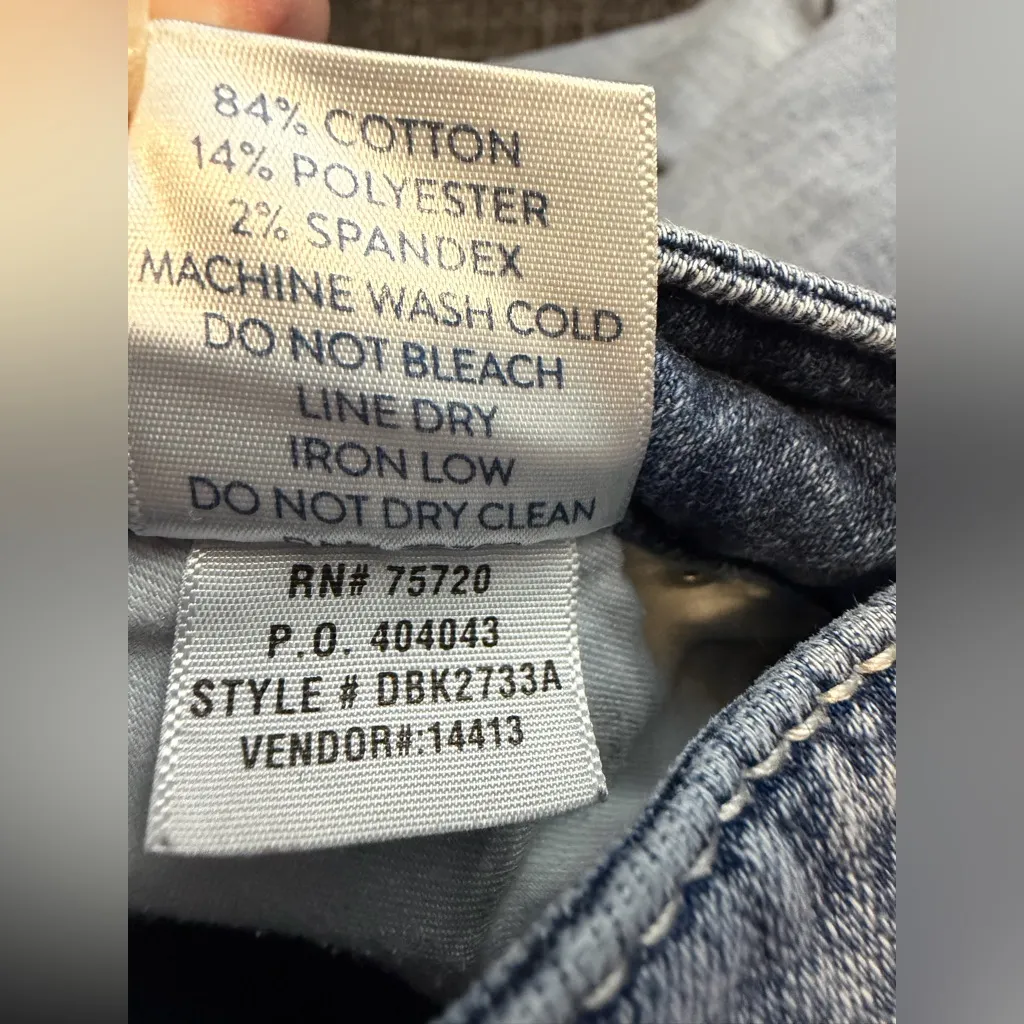 84% COTTON
14% POLYESTER
2% SPANDEX
MACHINE WASH COLD
DO NOT BLEACH
LINE DRY
IRON LOW
DO NOT DRY CLEAN
RN# 75720
P.O. 404043
STYLE # DBK2733A
VENDOR#:14413